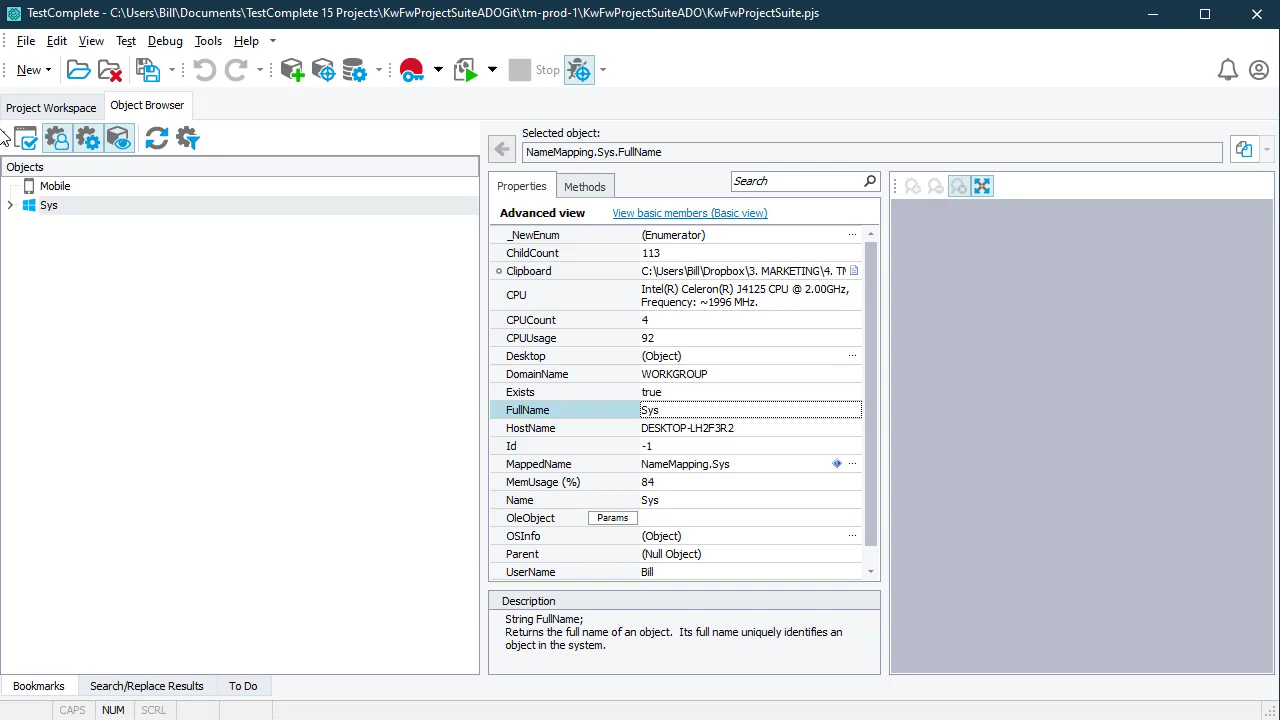 TestComplete - C:\Users\Bill\Documents\TestComplete 15 Projects\KwFwProjectSuiteADOGit\tm-prod-1\KwFwProjectSuiteADO\KwFwProjectSuite.pjs
File Edit View Test Debug Tools Help
New Stop
Project Workspace Object Browser
Objects
Mobile
Sys
Selected object:
NameMapping.Sys.FullName
Properties Methods Search
Advanced view View basic members (Basic view)
_NewEnum (Enumerator) ...
ChildCount 113
Clipboard C:\Users\Bill\Dropbox\3. MARKETING\4. TM
CPU Intel(R) Celeron(R) J4125 CPU @ 2.00GHz,
Frequency: ~1996 MHz.
CPUCount 4
CPUUsage 92
Desktop (Object) ...
DomainName WORKGROUP
Exists true
FullName Sys
HostName DESKTOP-LH2F3R2
Id -1
MappedName NameMapping.Sys ...
MemUsage (%) 84
Name Sys
OleObject Params
OSInfo (Object) ...
Parent (Null Object)
UserName Bill
Description
String FullName;
Returns the full name of an object. Its full name uniquely identifies an
object in the system.
Bookmarks Search/Replace Results To Do
CAPS NUM SCRL